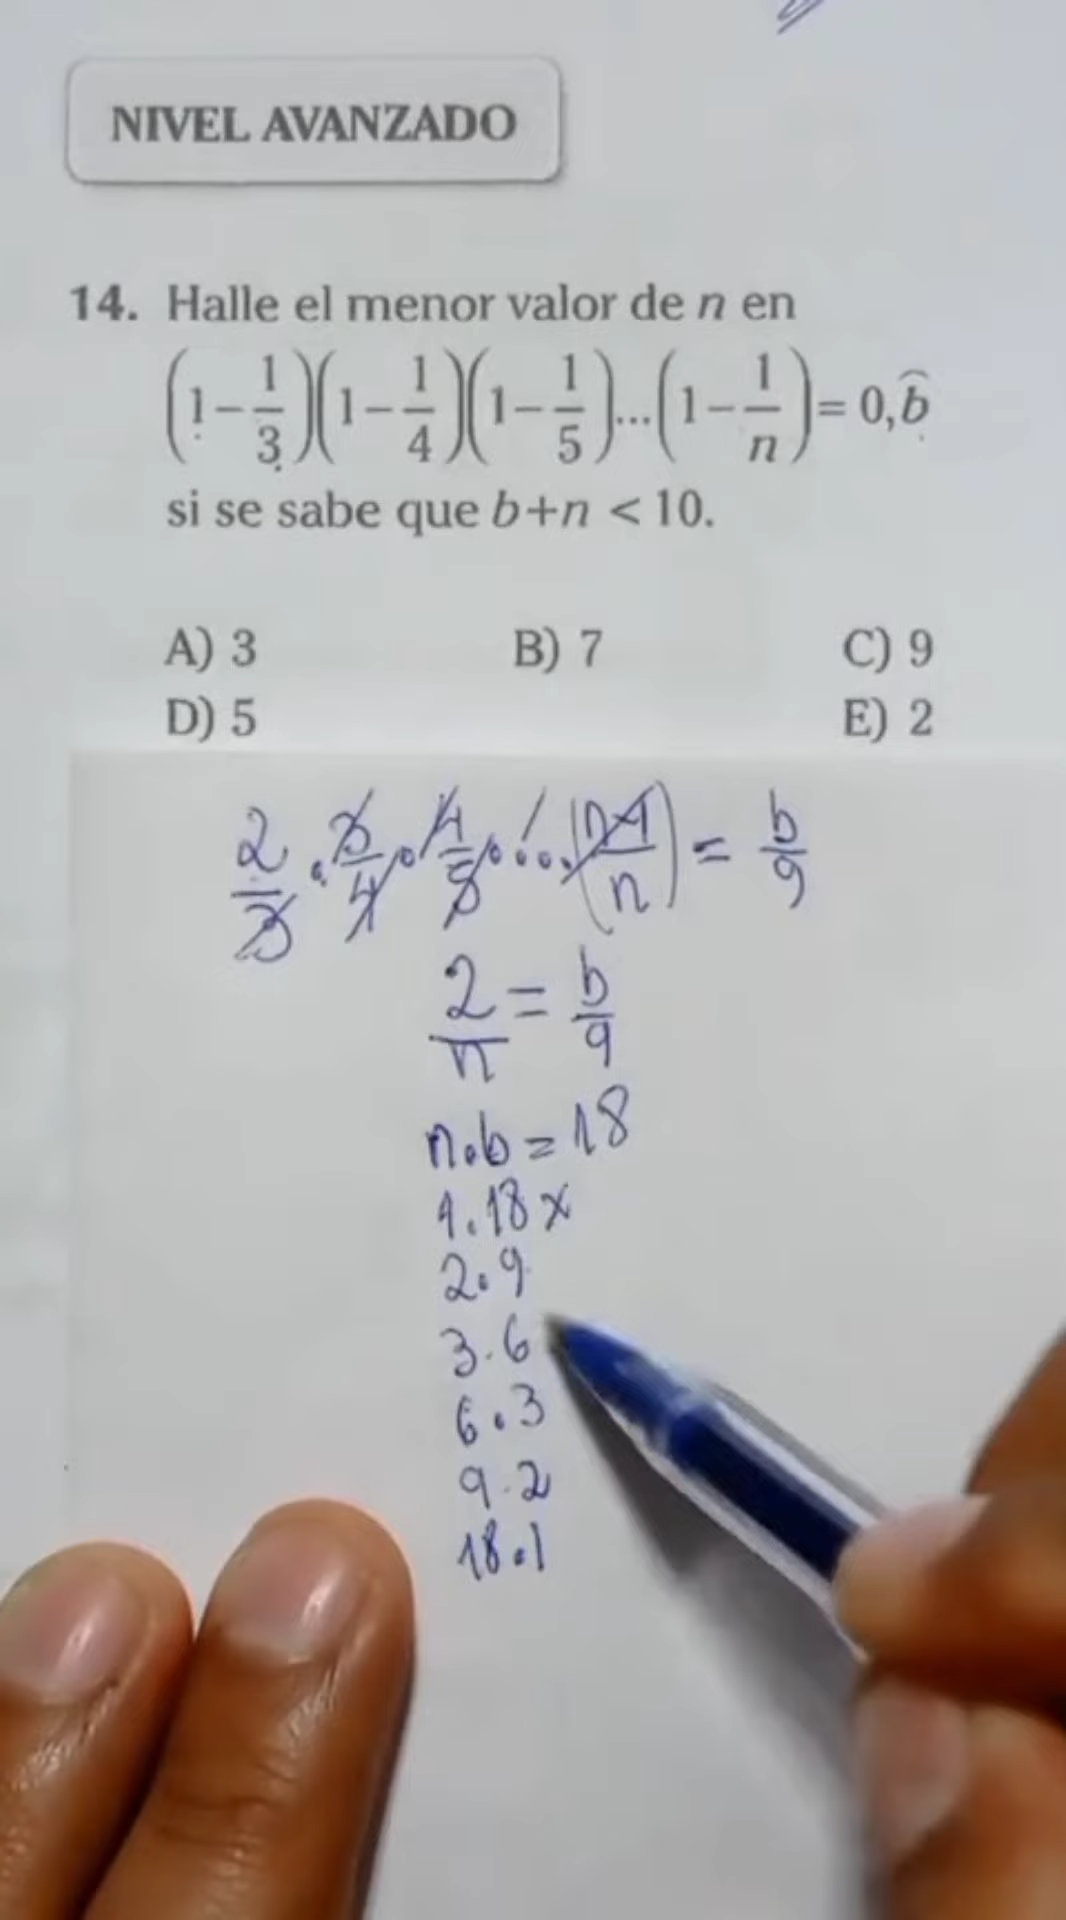 NIVEL AVANZADO
14. Halle el menor valor de n en
(1 − 1/3)(1 − 1/4)(1 − 1/5)...(1 − 1/n) = 0,b̑
si se sabe que b+n < 10.
A) 3 B) 7 C) 9
D) 5 E) 2
2/3 · 3/4 · 4/5 · ... (n-1/n) = b/9
2/n = b/9
n.b = 18
1.18 x
2.9
3.6
6.3
9.2
18.1